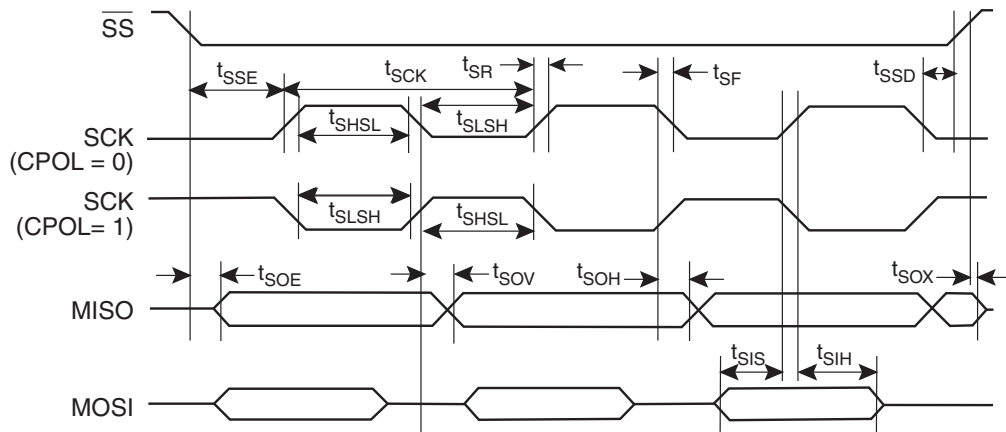 SS
tSSE
tSCK
tSR
tSF
tSSD
SCK
(CPOL = 0)
tSHSL
tSLSH
SCK
(CPOL= 1)
tSLSH
tSHSL
tSOE
tSOV
tSOH
tSOX
MISO
tSIS
tSIH
MOSI